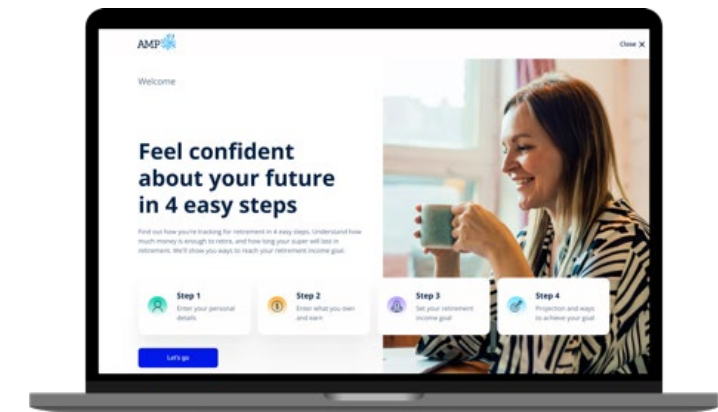 AMP
Close X
Welcome
Feel confident
about your future
in 4 easy steps
Find out how you're tracking for retirement in 4 easy steps. Understand how
much money is enough to retire, and how long your super will last in
retirement. We'll show you ways to reach your retirement income goal.
Step 1
Enter your personal
details
Step 2
Enter what you own
and earn
Step 3
Set your retirement
income goal
Step 4
Projection and ways
to achieve your goal
Let's go